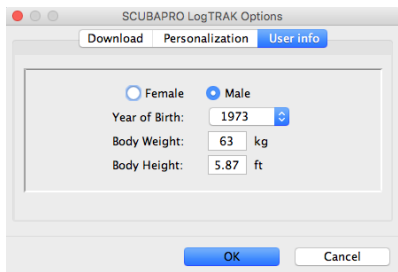 SCUBAPRO LogTRAK Options
Download Personalization User info
Female Male
Year of Birth: 1973
Body Weight: 63 kg
Body Height: 5.87 ft
OK Cancel